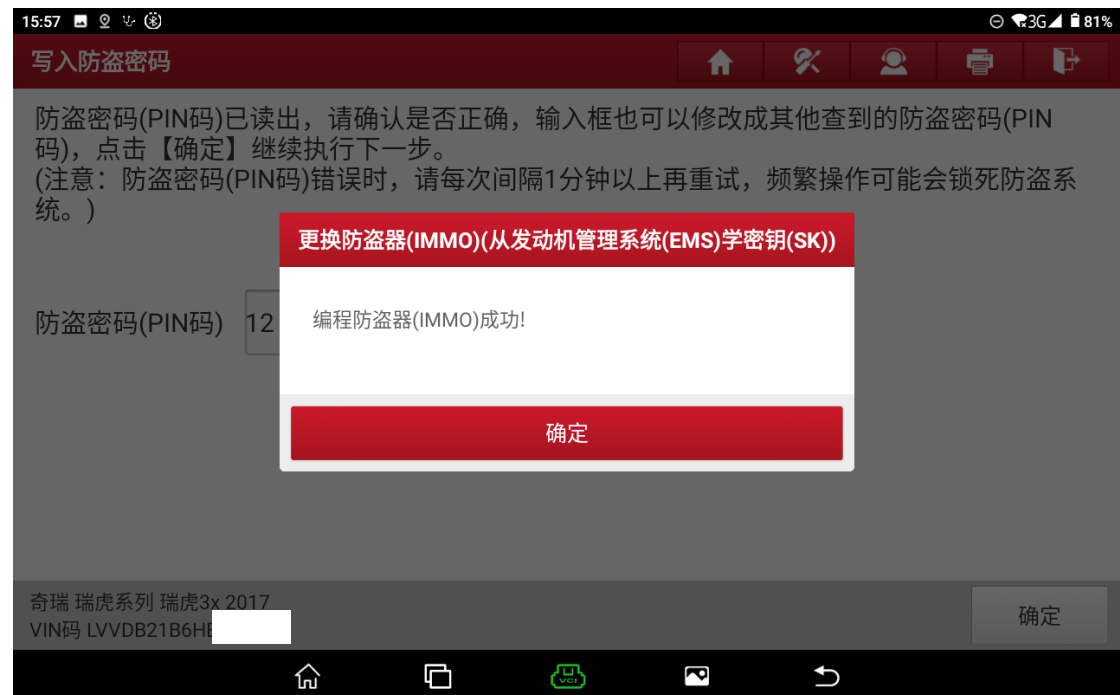 15:57
3G
81%
写入防盗密码
防盗密码(PIN码)已读出，请确认是否正确，输入框也可以修改成其他查到的防盗密码(PIN
码)，点击【确定】继续执行下一步。
(注意：防盗密码(PIN码)错误时，请每次间隔1分钟以上再重试，频繁操作可能会锁死防盗系
统。)
更换防盗器(IMMO)(从发动机管理系统(EMS)学密钥(SK))
防盗密码(PIN码)
12
编程防盗器(IMMO)成功!
确定
奇瑞 瑞虎系列 瑞虎3x 2017
VIN码 LVVDB21B6H
确定
VCI